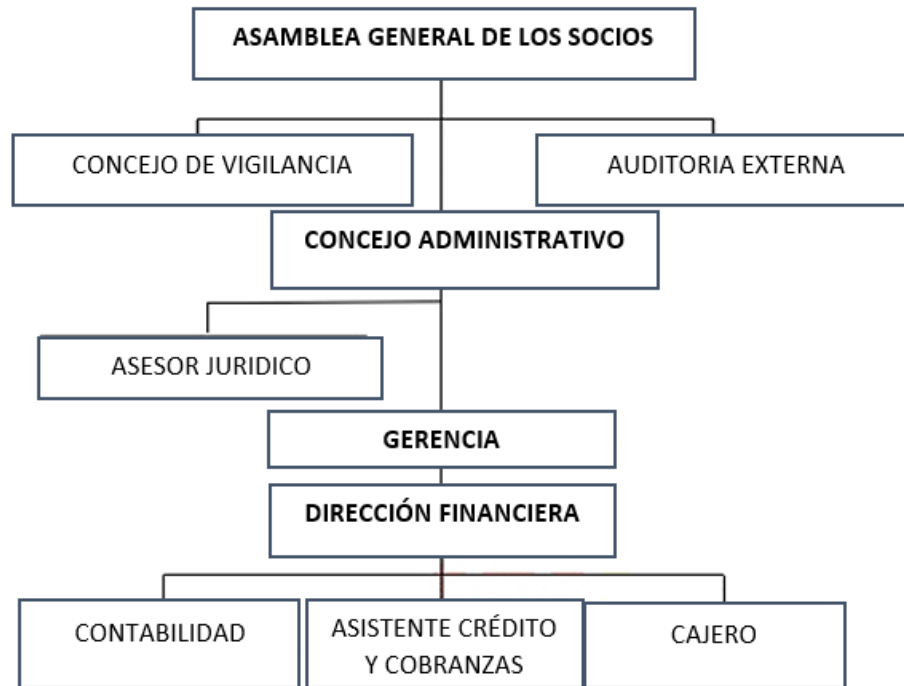 ASAMBLEA GENERAL DE LOS SOCIOS
CONCEJO DE VIGILANCIA
AUDITORIA EXTERNA
CONCEJO ADMINISTRATIVO
ASESOR JURIDICO
GERENCIA
DIRECCIÓN FINANCIERA
CONTABILIDAD
ASISTENTE CRÉDITO
Y COBRANZAS
CAJERO